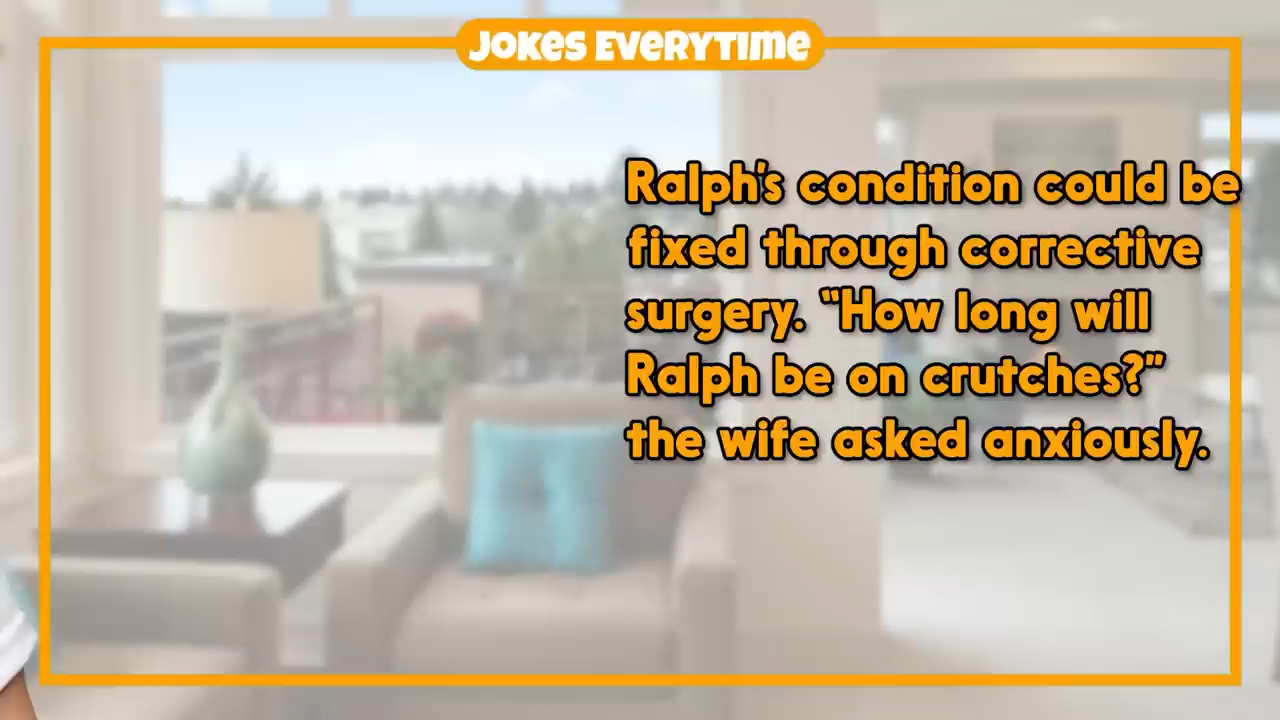 JOKES EVERYTIME
Ralph's condition could be
fixed through corrective
surgery. "How long will
Ralph be on crutches?"
the wife asked anxiously.